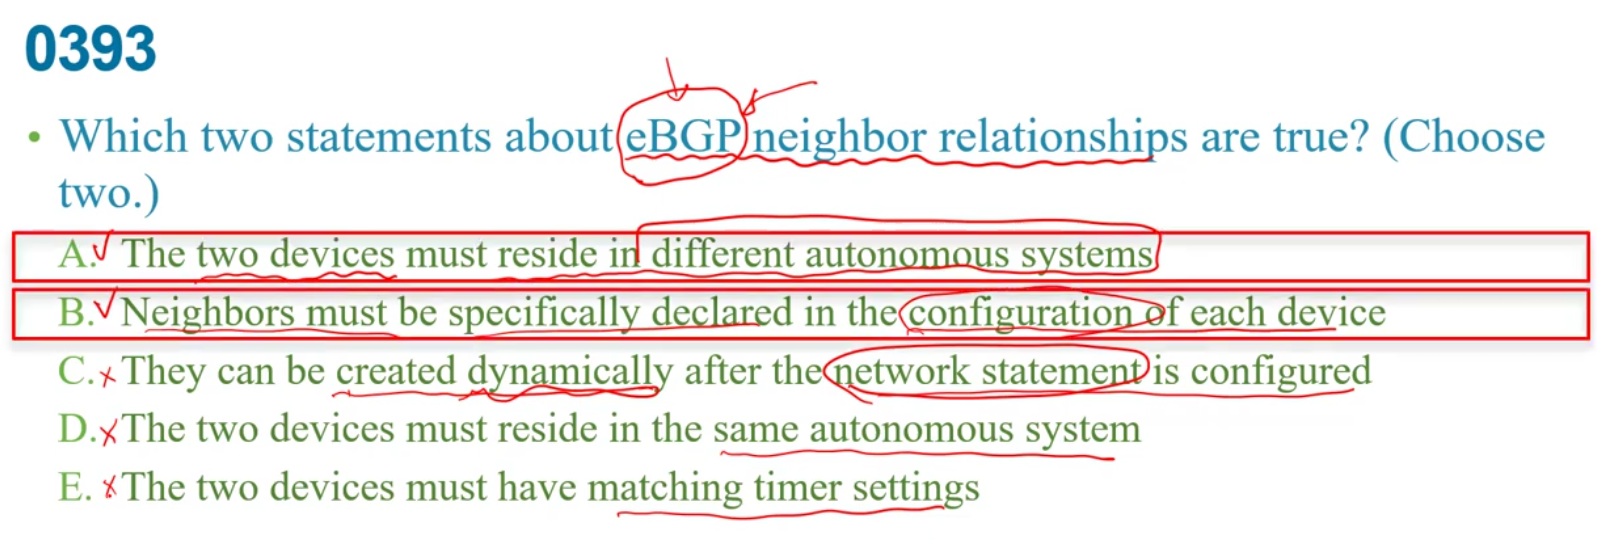 0393
• Which two statements about eBGP neighbor relationships are true? (Choose
two.)
A. The two devices must reside in different autonomous systems
B. Neighbors must be specifically declared in the configuration of each device
C. They can be created dynamically after the network statement is configured
D. The two devices must reside in the same autonomous system
E. The two devices must have matching timer settings